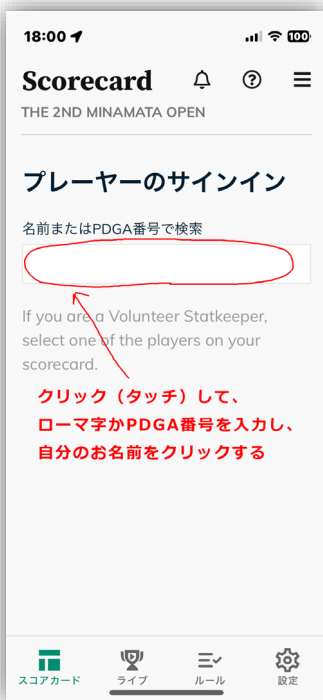 18:00
100
Scorecard
THE 2ND MINAMATA OPEN
プレーヤーのサインイン
名前またはPDGA番号で検索
If you are a Volunteer Statkeeper,
select one of the players on your
scorecard.
クリック（タッチ）して、
ローマ字かPDGA番号を入力し、
自分のお名前をクリックする
スコアカード
ライブ
ルール
設定